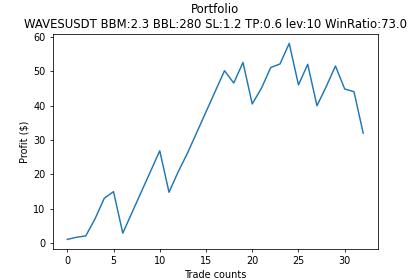 Portfolio
WAVESUSDT BBM:2.3 BBL:280 SL:1.2 TP:0.6 lev:10 WinRatio:73.0
60
50
40
30
20
10
0
Profit ($)
0 5 10 15 20 25 30
Trade counts